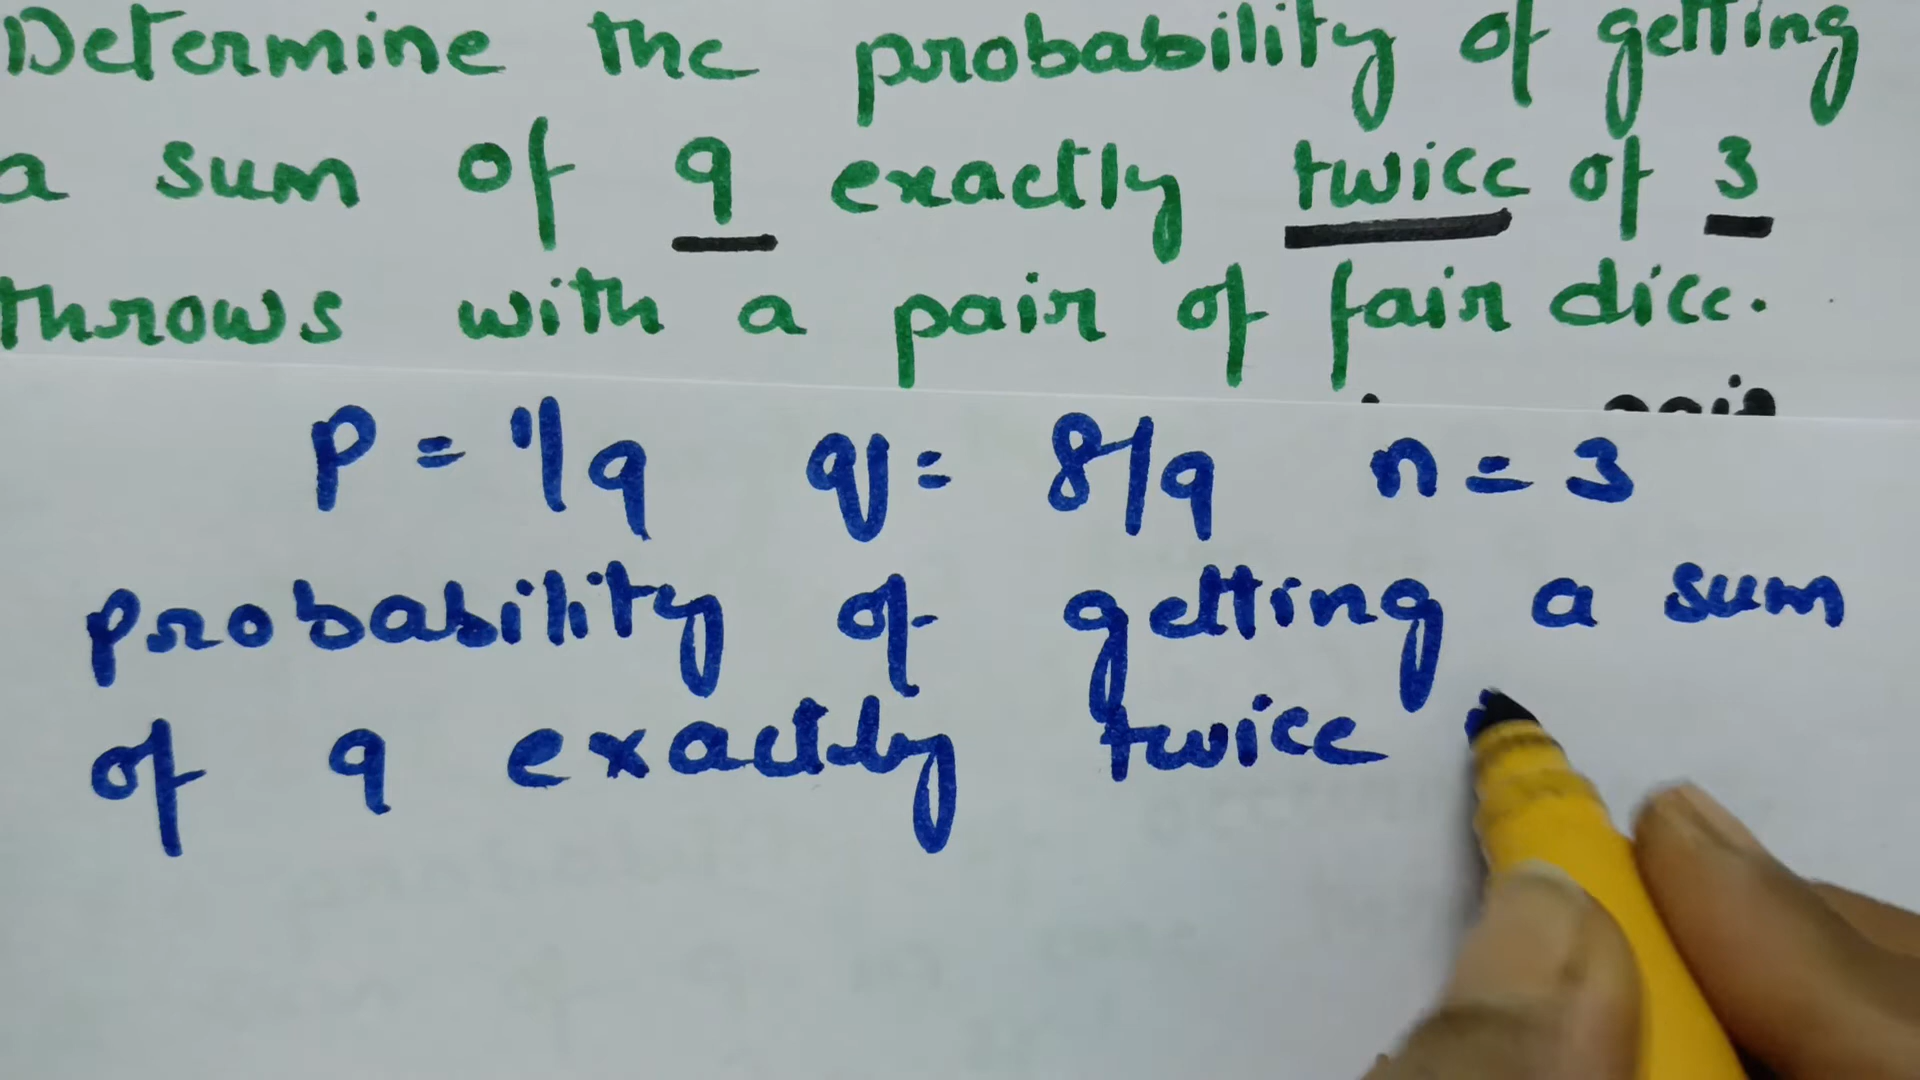 Determine the probability of getting
a sum of 9 exactly twice of 3
throws with a pair of fair dice.
P = 1/9 q = 8/9 n = 3
probability of getting a sum
of 9 exactly twice